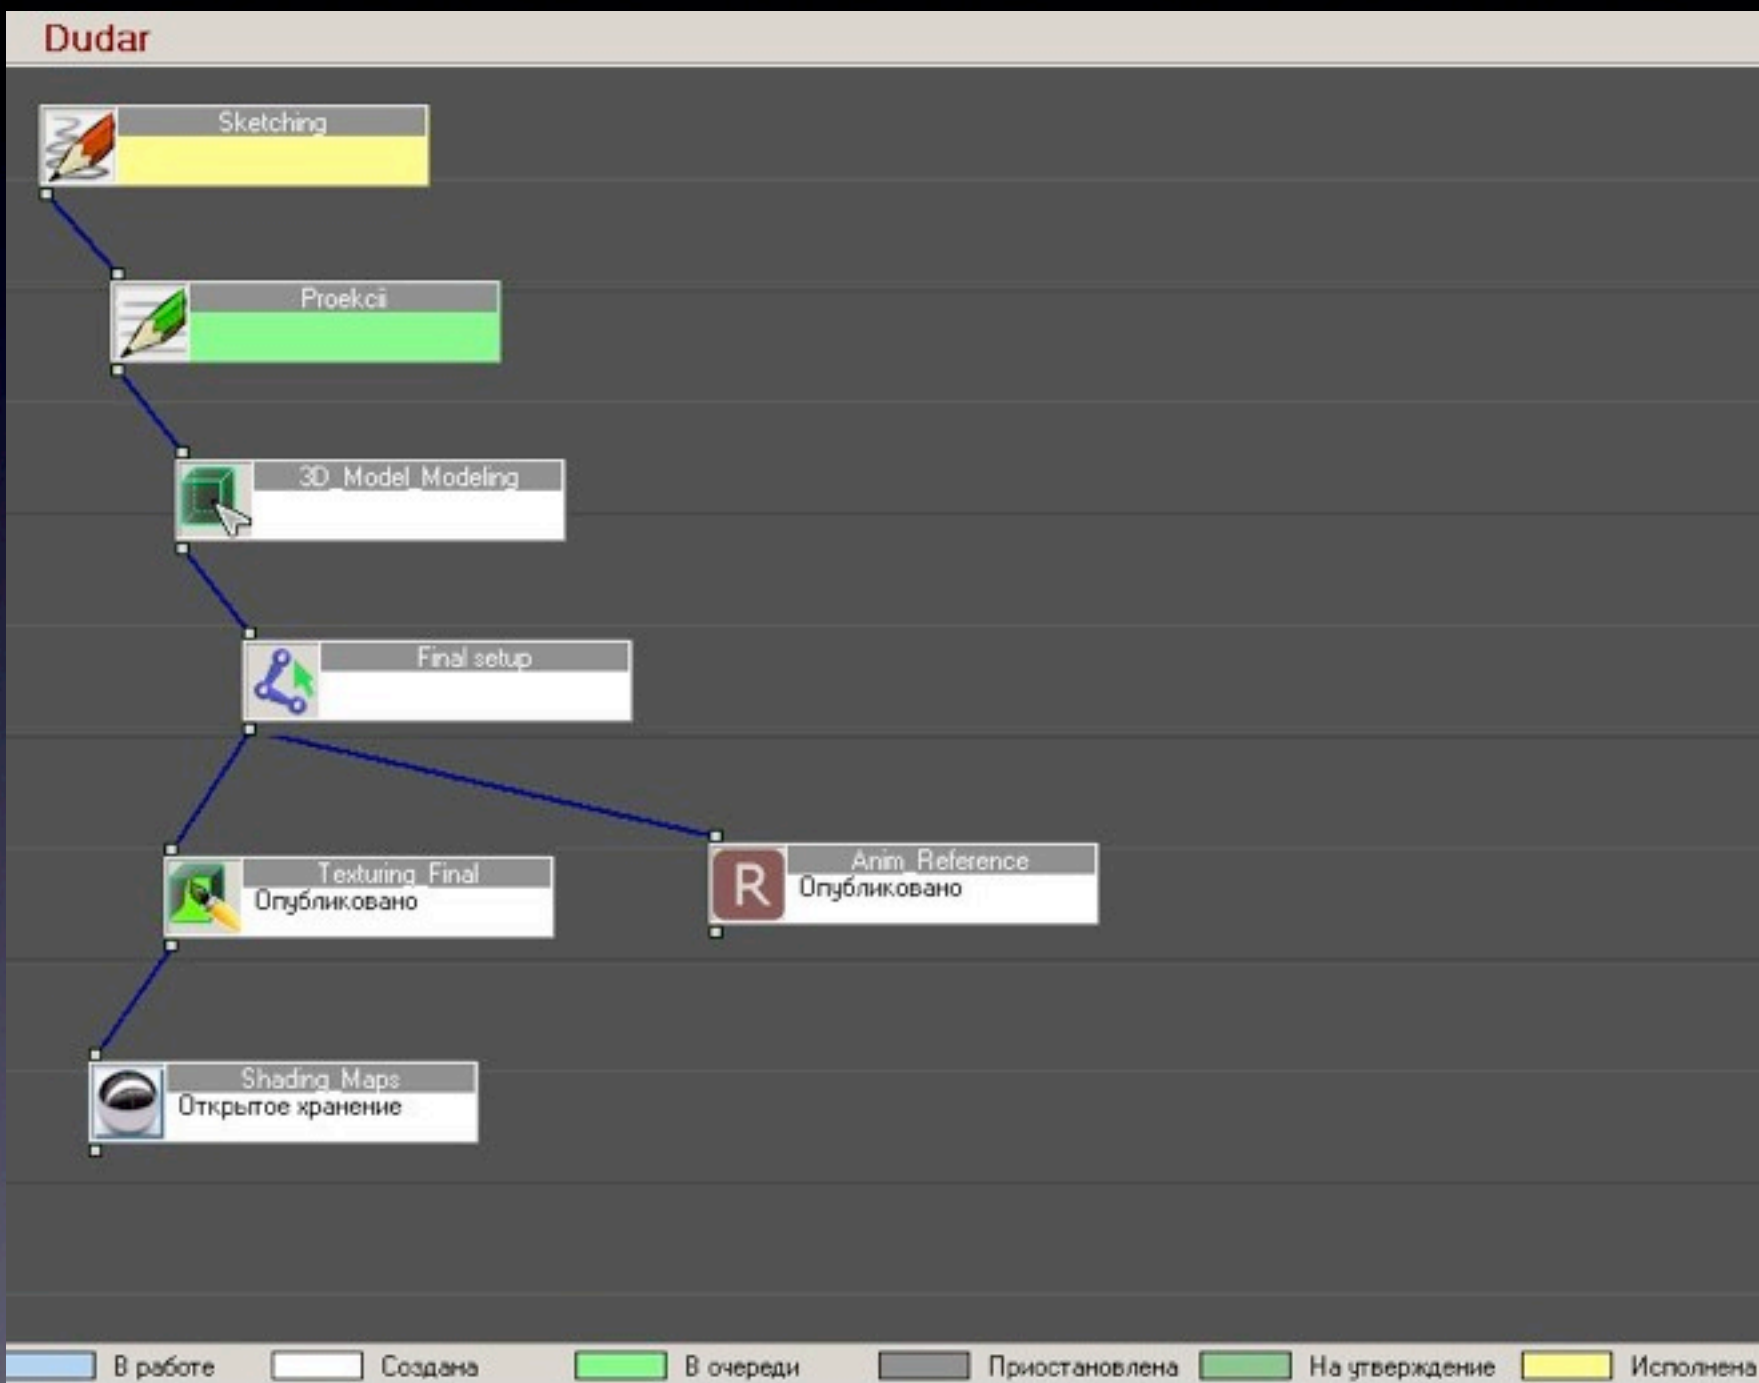 Dudar
Sketching
Proekcii
3D_Model_Modeling
Final setup
Texturing_Final
Опубликовано
R
Anim_Reference
Опубликовано
Shading_Maps
Открытое хранение
В работе
Создана
В очереди
Приостановлена
На утверждение
Исполнена